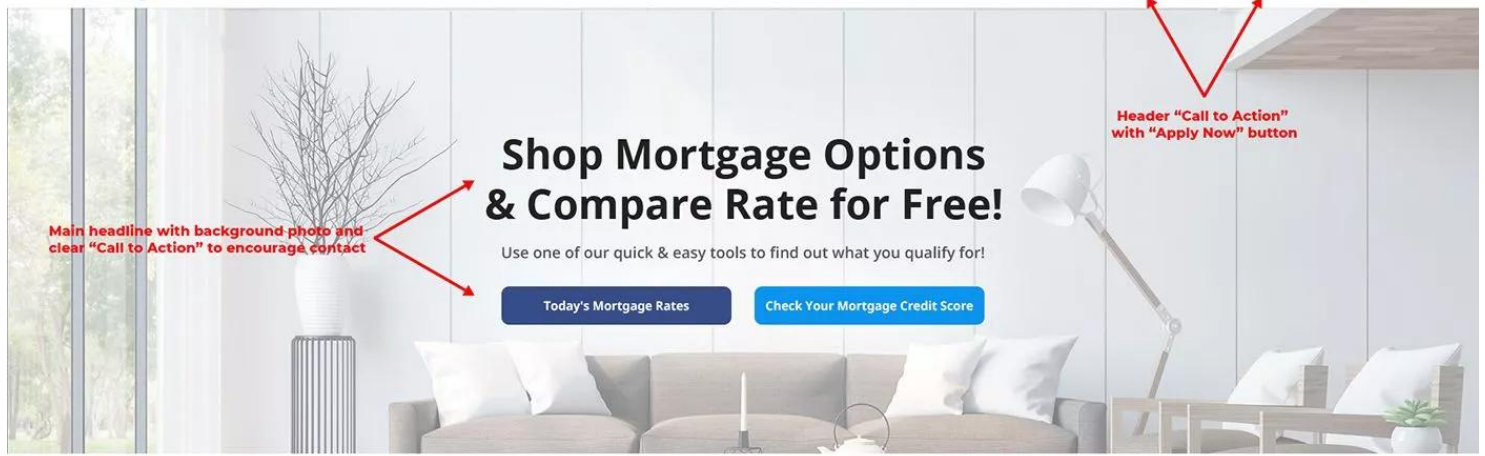 Header “Call to Action”
with “Apply Now” button
Shop Mortgage Options
& Compare Rate for Free!
Main headline with background photo and
clear “Call to Action” to encourage contact
Use one of our quick & easy tools to find out what you qualify for!
Today's Mortgage Rates
Check Your Mortgage Credit Score